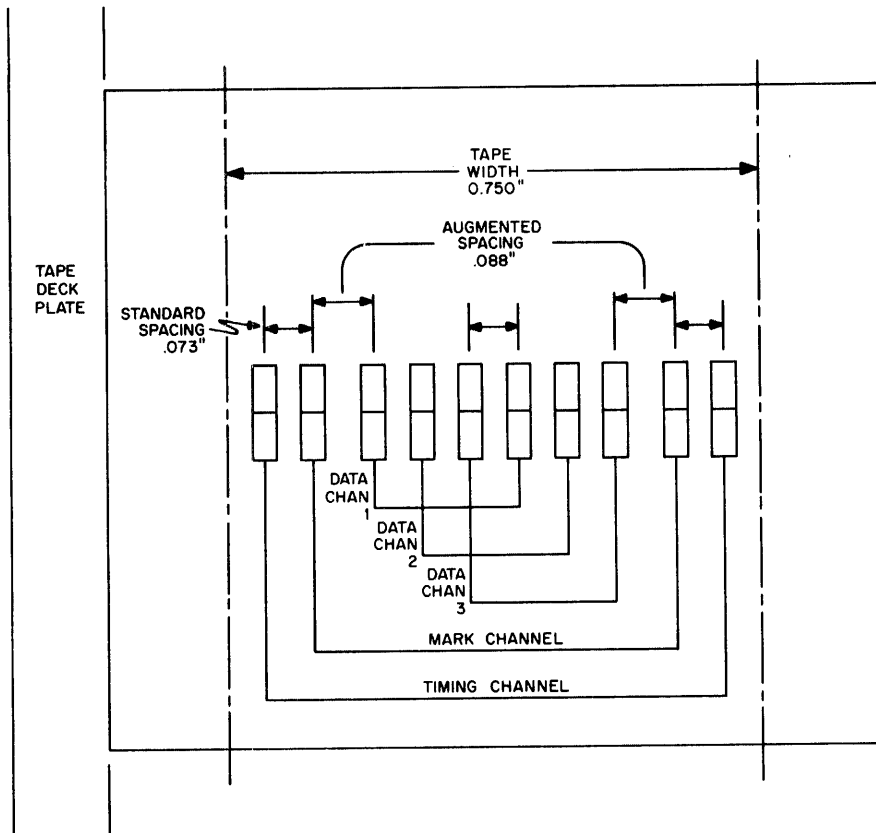 TAPE
WIDTH
0.750"
AUGMENTED
SPACING
.088"
TAPE
DECK
PLATE
STANDARD
SPACING
.073"
DATA
CHAN
1
DATA
CHAN
2
DATA
CHAN
3
MARK CHANNEL
TIMING CHANNEL